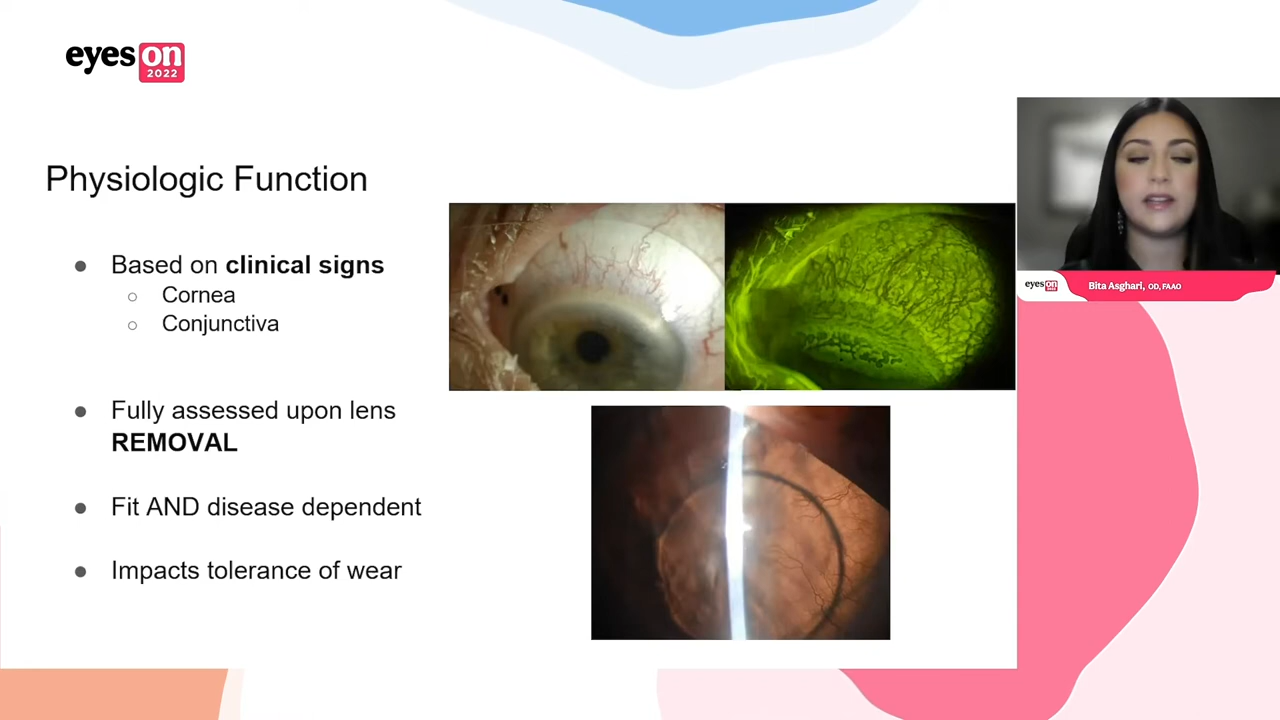 eyes on
2022
Physiologic Function
● Based on clinical signs
○ Cornea
○ Conjunctiva
● Fully assessed upon lens
REMOVAL
● Fit AND disease dependent
● Impacts tolerance of wear
eyes on
2022
Bita Asghari, OD, FAAO